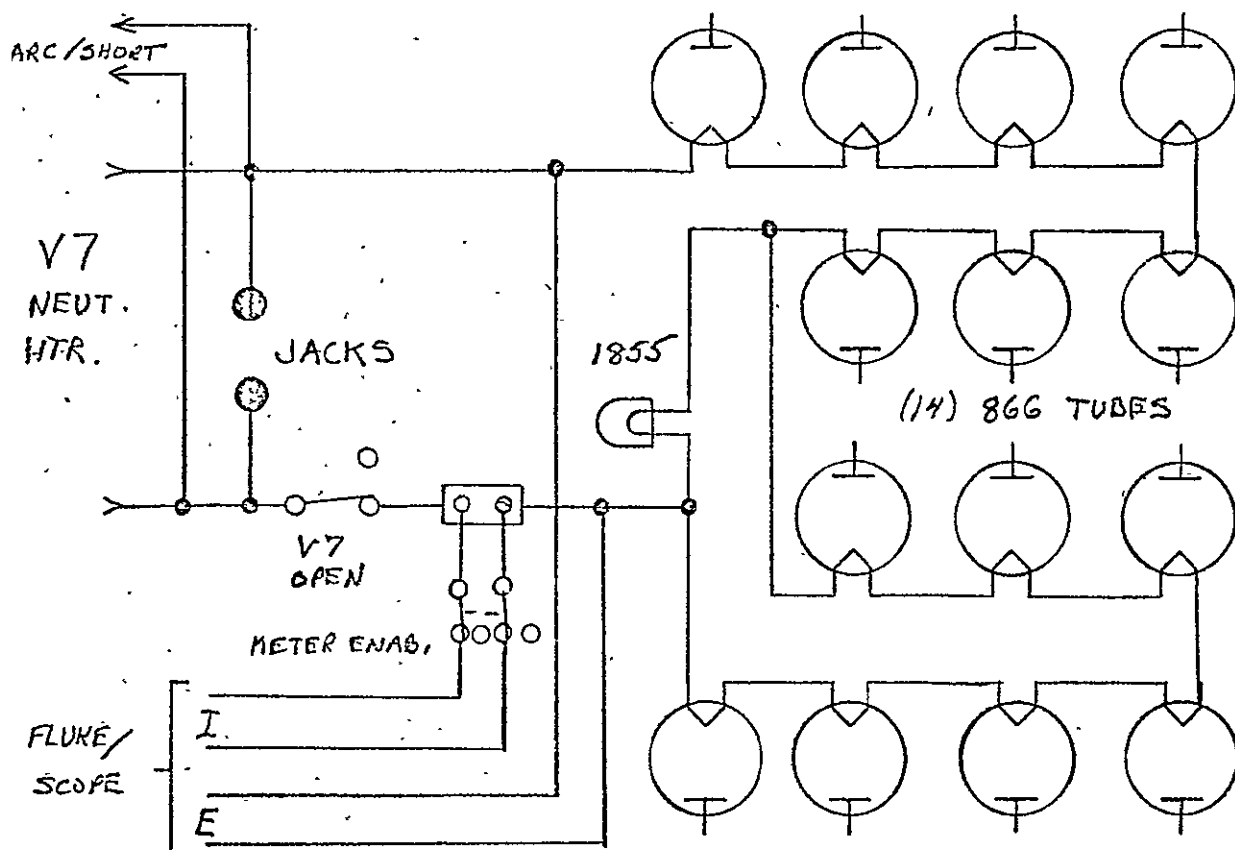 ARC/SHORT
V7
NEUT.
HTR.
JACKS
1855
(14) 866 TUBES
V7
OPEN
METER ENAB.
FLUKE/
SCOPE
I
E